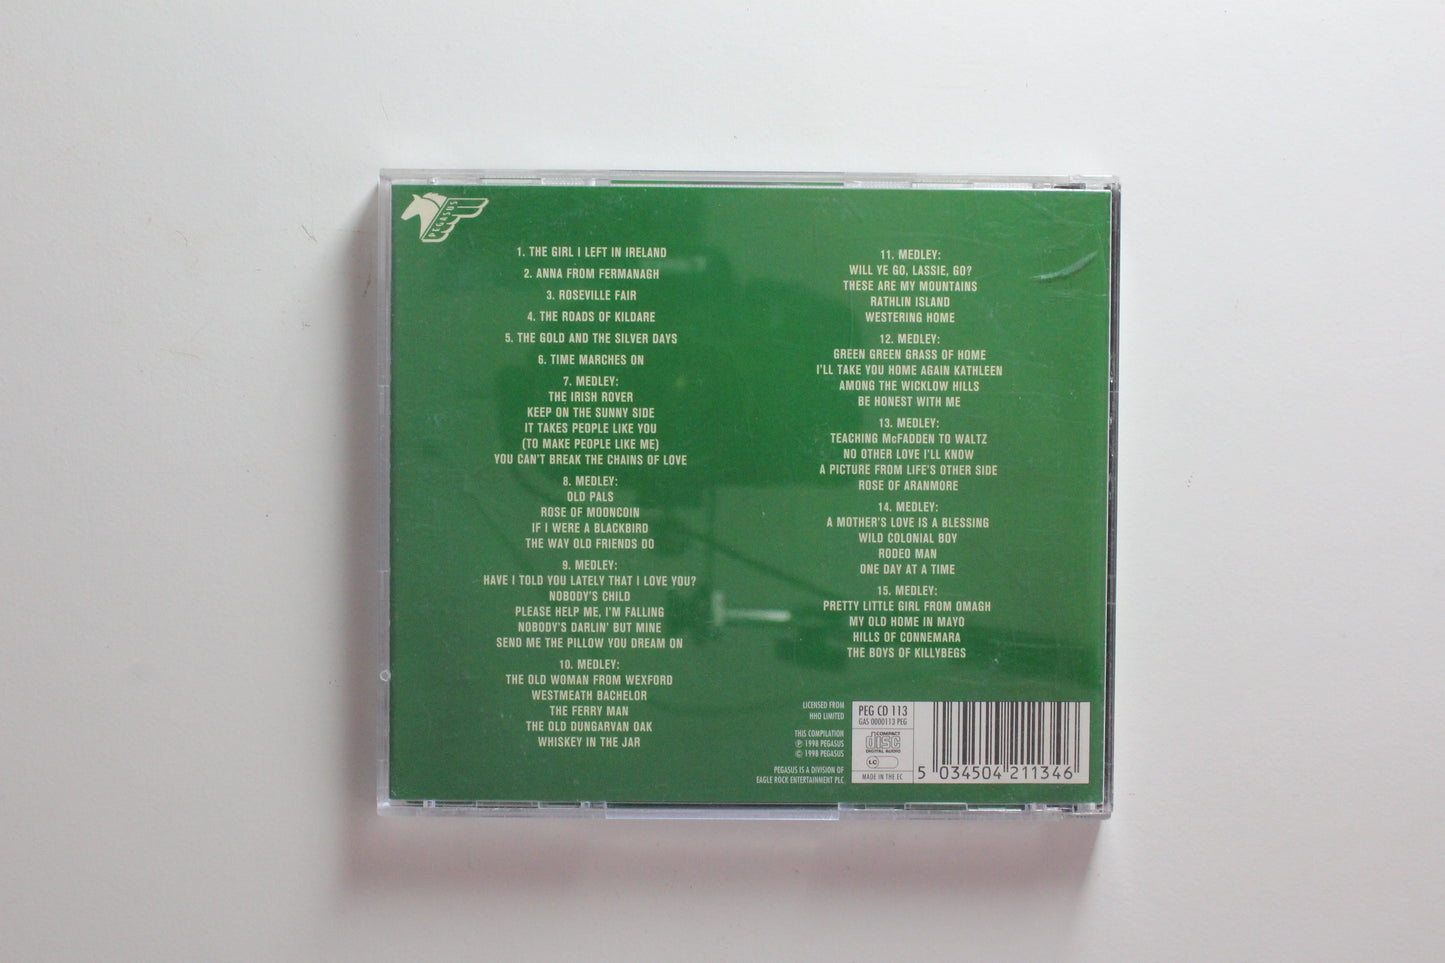 PEGASUS
1. THE GIRL I LEFT IN IRELAND
2. ANNA FROM FERMANAGH
3. ROSEVILLE FAIR
4. THE ROADS OF KILDARE
5. THE GOLD AND THE SILVER DAYS
6. TIME MARCHES ON
7. MEDLEY:
THE IRISH ROVER
KEEP ON THE SUNNY SIDE
IT TAKES PEOPLE LIKE YOU
(TO MAKE PEOPLE LIKE ME)
YOU CAN'T BREAK THE CHAINS OF LOVE
8. MEDLEY:
OLD PALS
ROSE OF MOONCOIN
IF I WERE A BLACKBIRD
THE WAY OLD FRIENDS DO
9. MEDLEY:
HAVE I TOLD YOU LATELY THAT I LOVE YOU?
NOBODY'S CHILD
PLEASE HELP ME, I'M FALLING
NOBODY'S DARLIN' BUT MINE
SEND ME THE PILLOW YOU DREAM ON
10. MEDLEY:
THE OLD WOMAN FROM WEXFORD
WESTMEATH BACHELOR
THE FERRY MAN
THE OLD DUNGARVAN OAK
WHISKEY IN THE JAR
11. MEDLEY:
WILL YE GO, LASSIE, GO?
THESE ARE MY MOUNTAINS
RATHLIN ISLAND
WESTERING HOME
12. MEDLEY:
GREEN GREEN GRASS OF HOME
I'LL TAKE YOU HOME AGAIN KATHLEEN
AMONG THE WICKLOW HILLS
BE HONEST WITH ME
13. MEDLEY:
TEACHING McFADDEN TO WALTZ
NO OTHER LOVE I'LL KNOW
A PICTURE FROM LIFE'S OTHER SIDE
ROSE OF ARANMORE
14. MEDLEY:
A MOTHER'S LOVE IS A BLESSING
WILD COLONIAL BOY
RODEO MAN
ONE DAY AT A TIME
15. MEDLEY:
PRETTY LITTLE GIRL FROM OMAGH
MY OLD HOME IN MAYO
HILLS OF CONNEMARA
THE BOYS OF KILLYBEGS
LICENSED FROM
HHO LIMITED
THIS COMPILATION
℗ 1998 PEGASUS
© 1998 PEGASUS
PEGASUS IS A DIVISION OF
EAGLE ROCK ENTERTAINMENT PLC.
PEG CD 113
GAS 0000113 PEG
COMPACT
disc
DIGITAL AUDIO
LC
MADE IN THE EC
5 034504 211346